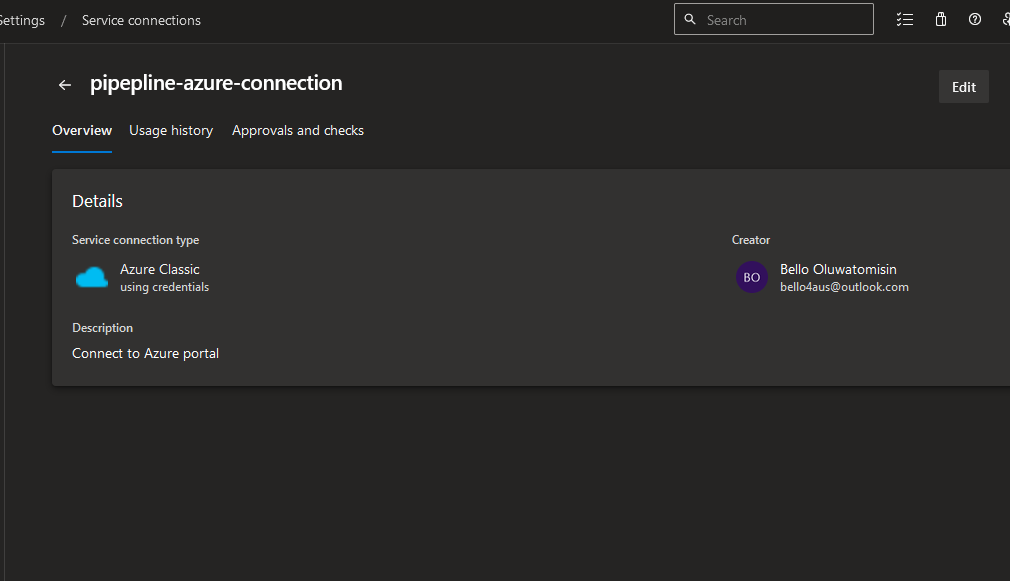 Settings / Service connections
Search
pipepline-azure-connection
Edit
Overview Usage history Approvals and checks
Details
Service connection type
Creator
Azure Classic
using credentials
BO
Bello Oluwatomisin
bello4aus@outlook.com
Description
Connect to Azure portal